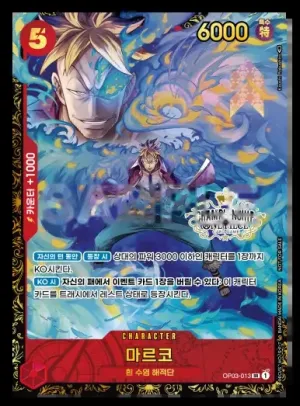 5
6000
특수
特
카운터 +1000
SAMPLE
CHAMPIONSHIP
ONE PIECE
자신의 턴 동안 등장 시 상대의 파워 3000 이하인 캐릭터를 1장까지
KO시킨다.
KO 시 자신의 패에서 이벤트 카드 1장을 버릴 수 있다: 이 캐릭터
카드를 트래시에서 레스트 상태로 등장시킨다.
CHARACTER
마르코
흰 수염 해적단
OP03-013 SR 1